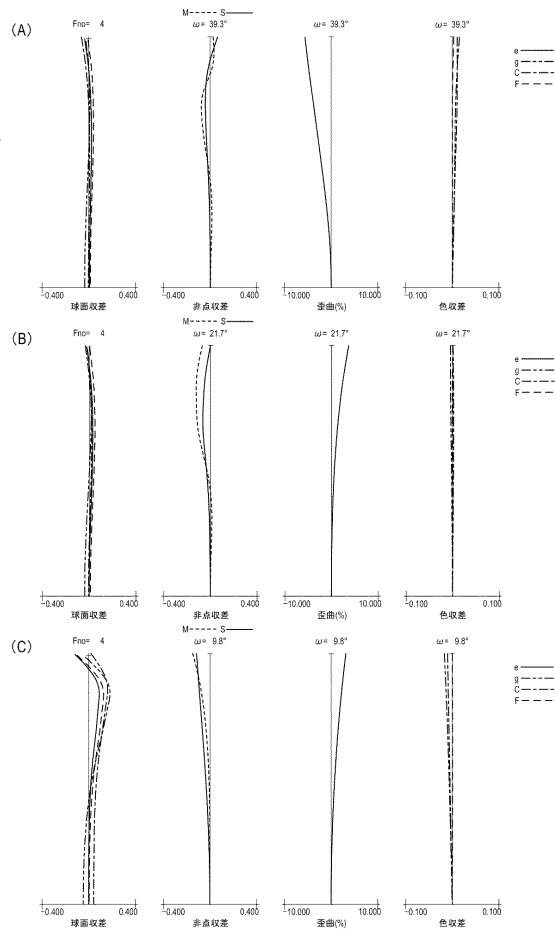 (A)
Fno= 4
M S
ω= 39.3°
ω= 39.3°
ω= 39.3°
e
g
C
F
-0.400 0.400
球面収差
-0.400 0.400
非点収差
-10.000 10.000
歪曲(%)
-0.100 0.100
色収差
(B)
Fno= 4
M S
ω= 21.7°
ω= 21.7°
ω= 21.7°
e
g
C
F
-0.400 0.400
球面収差
-0.400 0.400
非点収差
-10.000 10.000
歪曲(%)
-0.100 0.100
色収差
(C)
Fno= 4
M S
ω= 9.8°
ω= 9.8°
ω= 9.8°
e
g
C
F
-0.400 0.400
球面収差
-0.400 0.400
非点収差
-10.000 10.000
歪曲(%)
-0.100 0.100
色収差